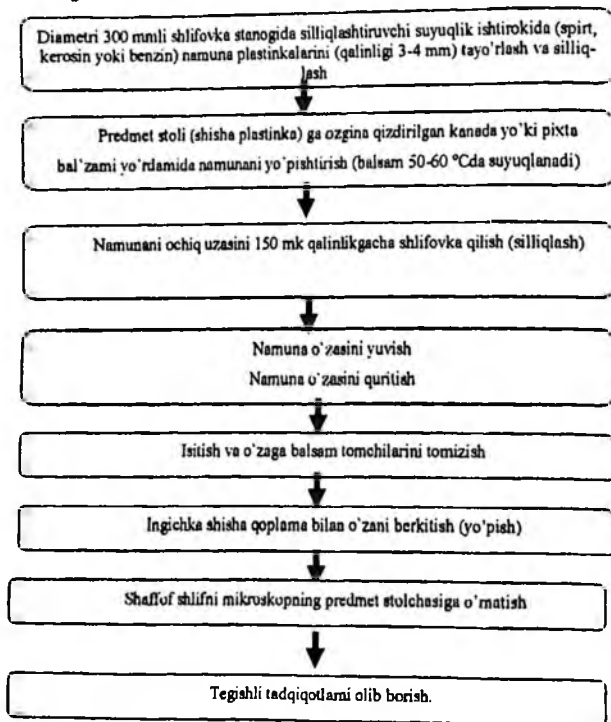 Diametri 300 mmli shlifovka stanogida silliqlashtiruvchi suyuqlik ishtirokida (spirt,
kerosin yoki benzin) namuna plastinkalarini (qalinligi 3-4 mm) tayo'rlash va silliq-
lash
Predmet stoli (shisha plastinka) ga ozgina qizdirilgan kanada yo'ki pixta
bal`zami yo'rdamida namunani yo'pishtirish (balsam 50-60 °Cda suyuqlanadi)
Namunani ochiq uzasini 150 mk qalinlikgacha shlifovka qilish (silliqlash)
Namuna o`zasini yuvish
Namuna o`zasini quritish
Isitish va o`zaga balsam tomchilarini tomizish
Ingichka shisha qoplama bilan o`zani berkitish (yo'pish)
Shaffof shlifni mikroskopning predmet stolchasiga o'rnatish
Tegishli tadqiqotlarni olib borish.